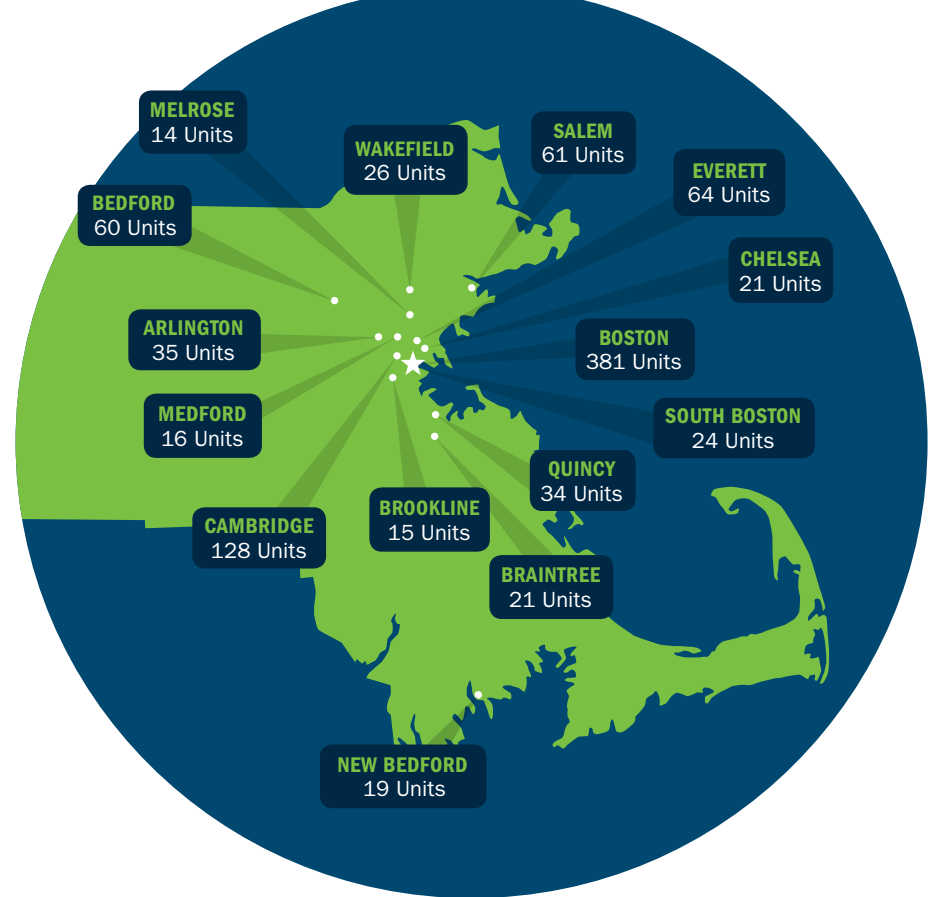 MELROSE
14 Units
WAKEFIELD
26 Units
SALEM
61 Units
EVERETT
64 Units
BEDFORD
60 Units
CHELSEA
21 Units
ARLINGTON
35 Units
BOSTON
381 Units
MEDFORD
16 Units
SOUTH BOSTON
24 Units
QUINCY
34 Units
BROOKLINE
15 Units
CAMBRIDGE
128 Units
BRAINTREE
21 Units
NEW BEDFORD
19 Units